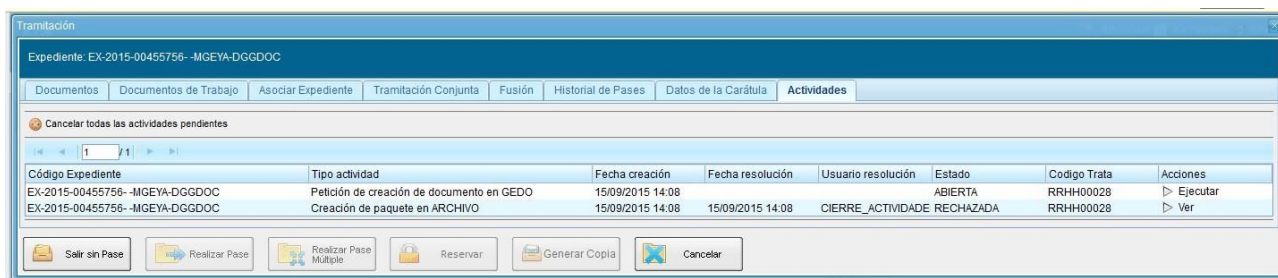 Tramitación
Expediente: EX-2015-00455756- -MGEYA-DGGDOC
Documentos Documentos de Trabajo Asociar Expediente Tramitación Conjunta Fusión Historial de Pases Datos de la Carátula Actividades
Cancelar todas las actividades pendientes
1 / 1
Código Expediente Tipo actividad Fecha creación Fecha resolución Usuario resolución Estado Codigo Trata Acciones
EX-2015-00455756- -MGEYA-DGGDOC Petición de creación de documento en GEDO 15/09/2015 14:08 ABIERTA RRHH00028 Ejecutar
EX-2015-00455756- -MGEYA-DGGDOC Creación de paquete en ARCHIVO 15/09/2015 14:08 15/09/2015 14:08 CIERRE_ACTIVIDADE RECHAZADA RRHH00028 Ver
Salir sin Pase Realizar Pase Realizar Pase Múltiple Reservar Generar Copia Cancelar